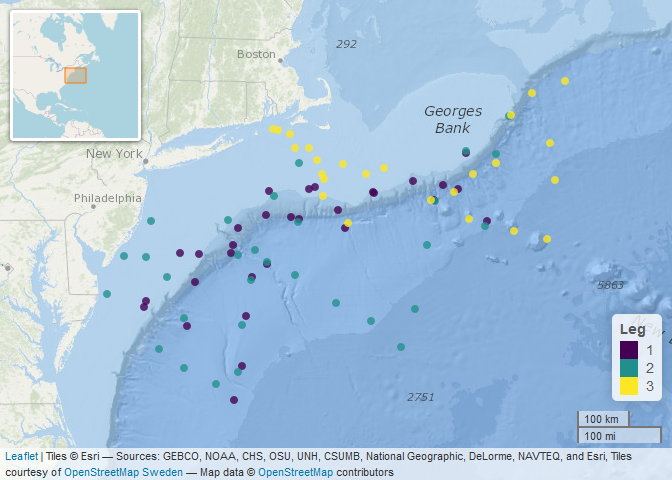 292
Boston
Georges
Bank
New York
Philadelphia
5863
New
Leg
1
2
3
2751
100 km
100 mi
Leaflet | Tiles © Esri — Sources: GEBCO, NOAA, CHS, OSU, UNH, CSUMB, National Geographic, DeLorme, NAVTEQ, and Esri, Tiles
courtesy of OpenStreetMap Sweden — Map data © OpenStreetMap contributors